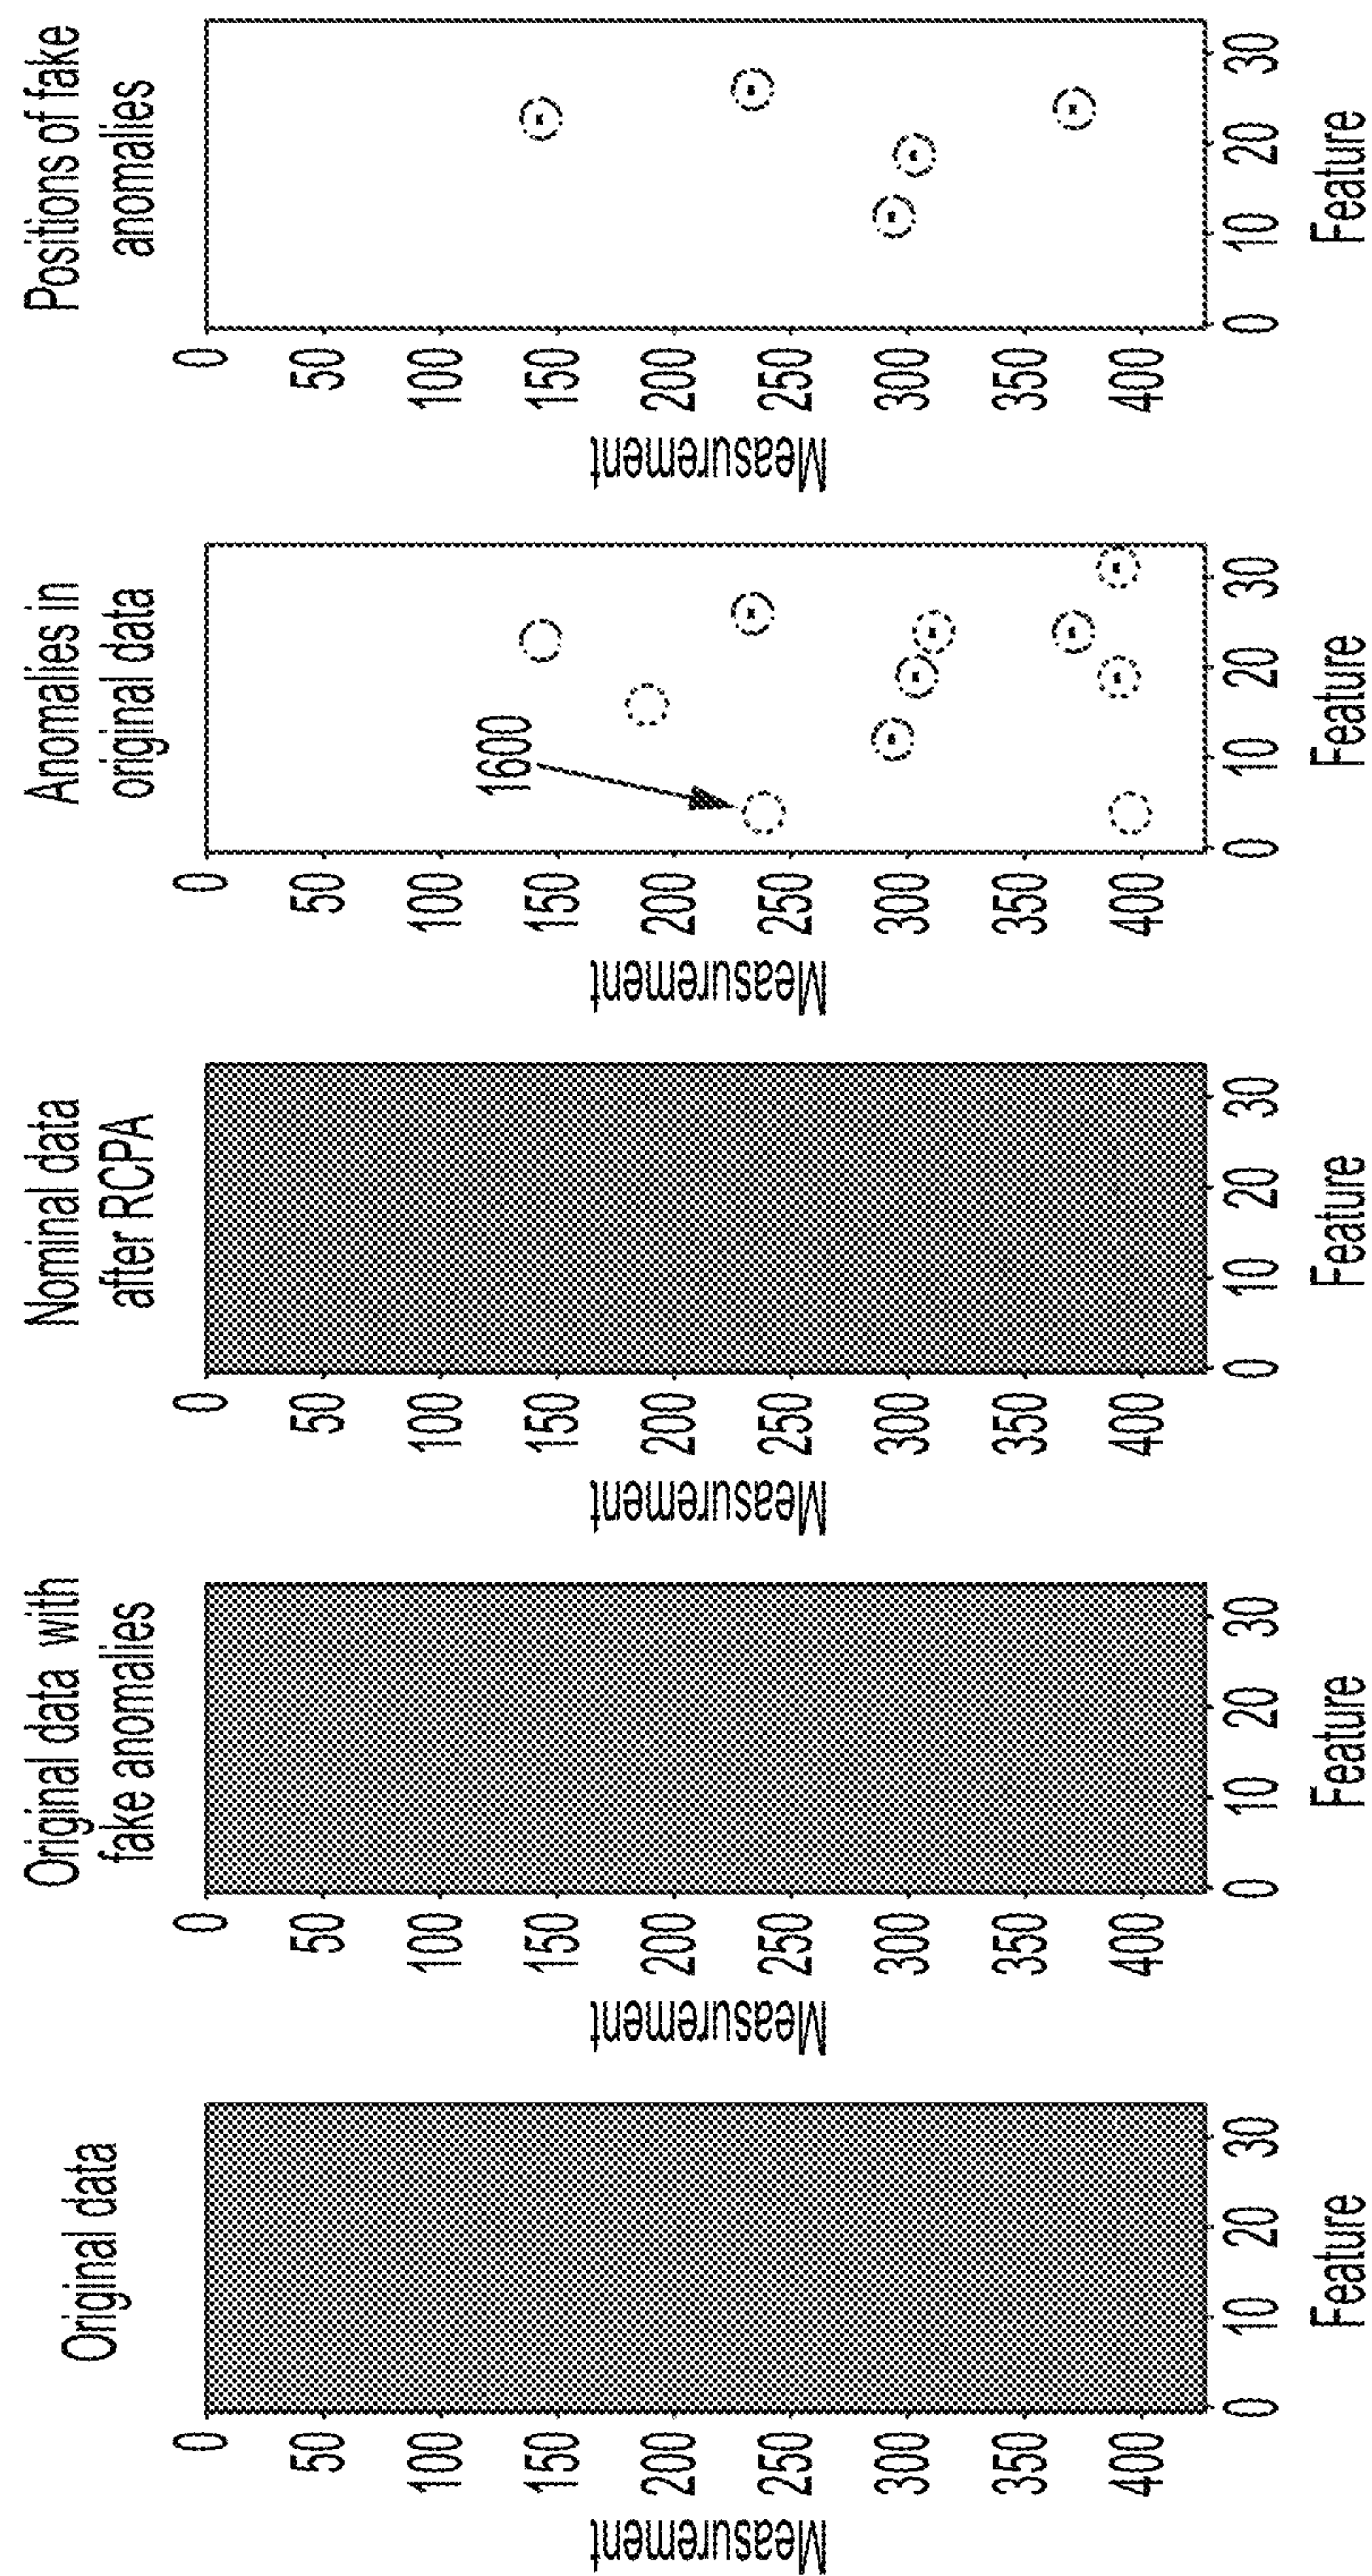 Original data
0
50
100
150
200
250
300
350
400
Measurement
0 10 20 30
Feature
Original data with
fake anomalies
0
50
100
150
200
250
300
350
400
Measurement
0 10 20 30
Feature
Nominal data
after RCPA
0
50
100
150
200
250
300
350
400
Measurement
0 10 20 30
Feature
Anomalies in
original data
0
50
100
150
200
250
300
350
400
Measurement
1600
0 10 20 30
Feature
Positions of fake
anomalies
0
50
100
150
200
250
300
350
400
Measurement
0 10 20 30
Feature